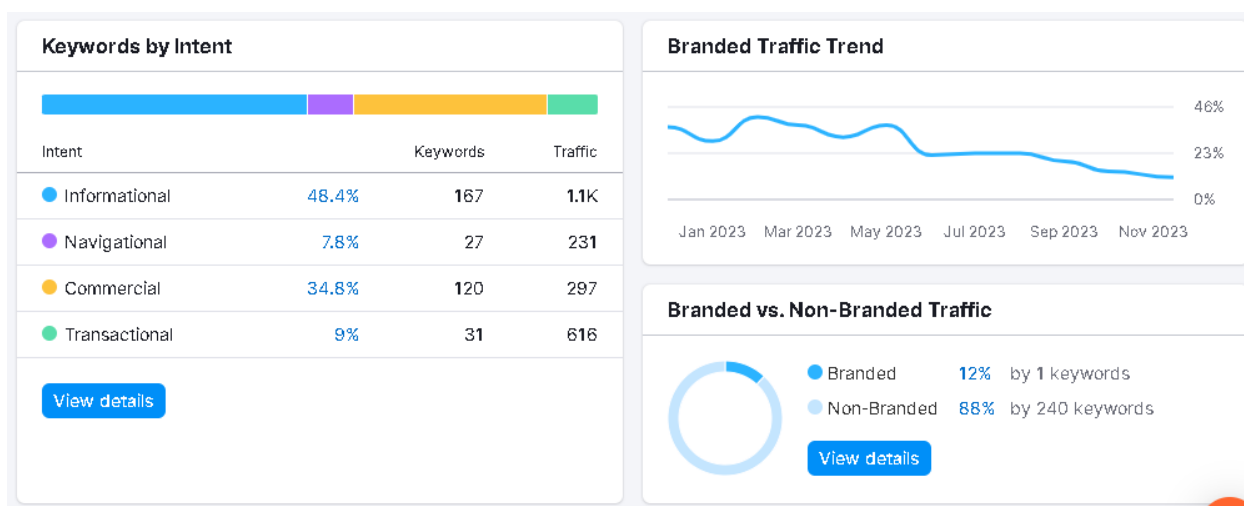 Keywords by Intent
Intent Keywords Traffic
Informational 48.4% 167 1.1K
Navigational 7.8% 27 231
Commercial 34.8% 120 297
Transactional 9% 31 616
View details
Branded Traffic Trend
46%
23%
0%
Jan 2023 Mar 2023 May 2023 Jul 2023 Sep 2023 Nov 2023
Branded vs. Non-Branded Traffic
Branded 12% by 1 keywords
Non-Branded 88% by 240 keywords
View details